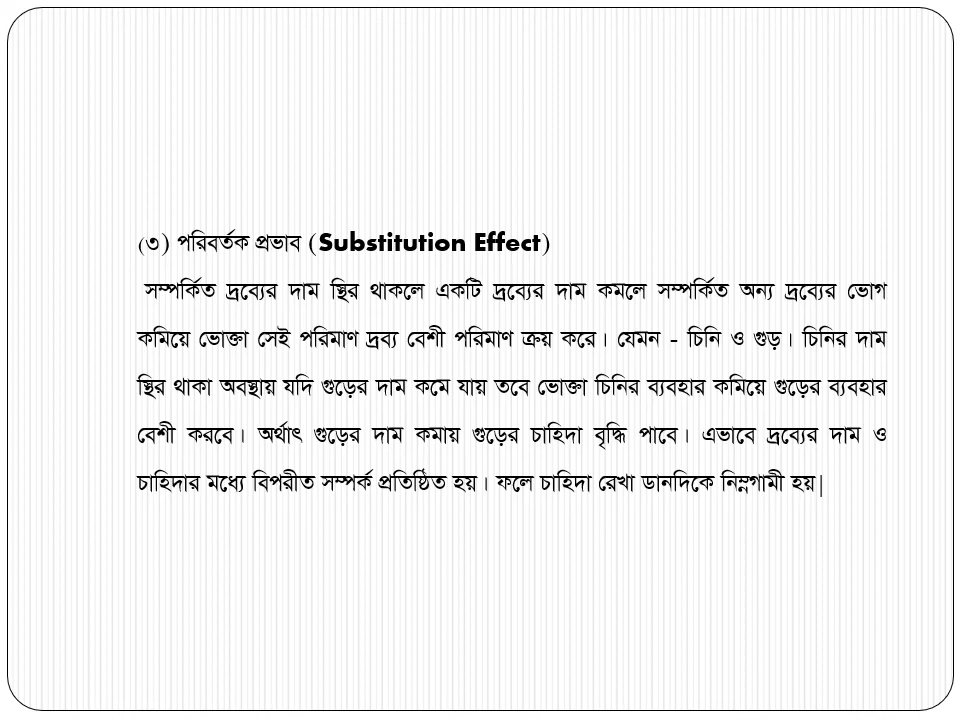 (৩) পরিবর্তক প্রভাব (Substitution Effect)
সম্পর্কিত দ্রব্যের দাম স্থির থাকলে একটি দ্রব্যের দাম কমলে সম্পর্কিত অন্য দ্রব্যের ভোগ
কমিয়ে ভোক্তা সেই পরিমাণ দ্রব্য বেশী পরিমাণ ক্রয় করে। যেমন - চিনি ও গুড়। চিনির দাম
স্থির থাকা অবস্থায় যদি গুড়ের দাম কমে যায় তবে ভোক্তা চিনির ব্যবহার কমিয়ে গুড়ের ব্যবহার
বেশী করবে। অর্থাৎ গুড়ের দাম কমায় গুড়ের চাহিদা বৃদ্ধি পাবে। এভাবে দ্রব্যের দাম ও
চাহিদার মধ্যে বিপরীত সম্পর্ক প্রতিষ্ঠিত হয়। ফলে চাহিদা রেখা ডানদিকে নিম্নগামী হয়|